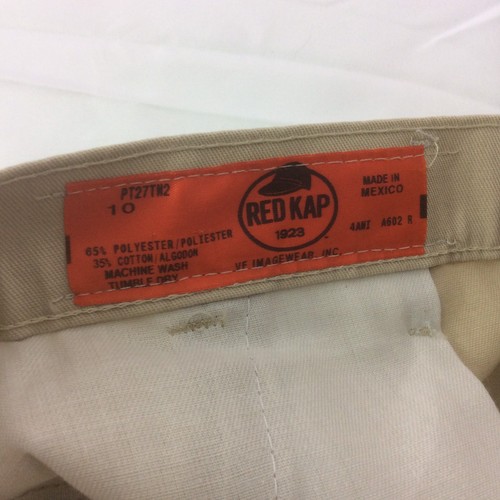 PT27TN2
10
RED KAP
1923
MADE IN
MEXICO
4ANI A602 R
65% POLYESTER/POLIESTER
35% COTTON/ALGODON
MACHINE WASH
TUMBLE DRY
VF IMAGEWEAR, INC.